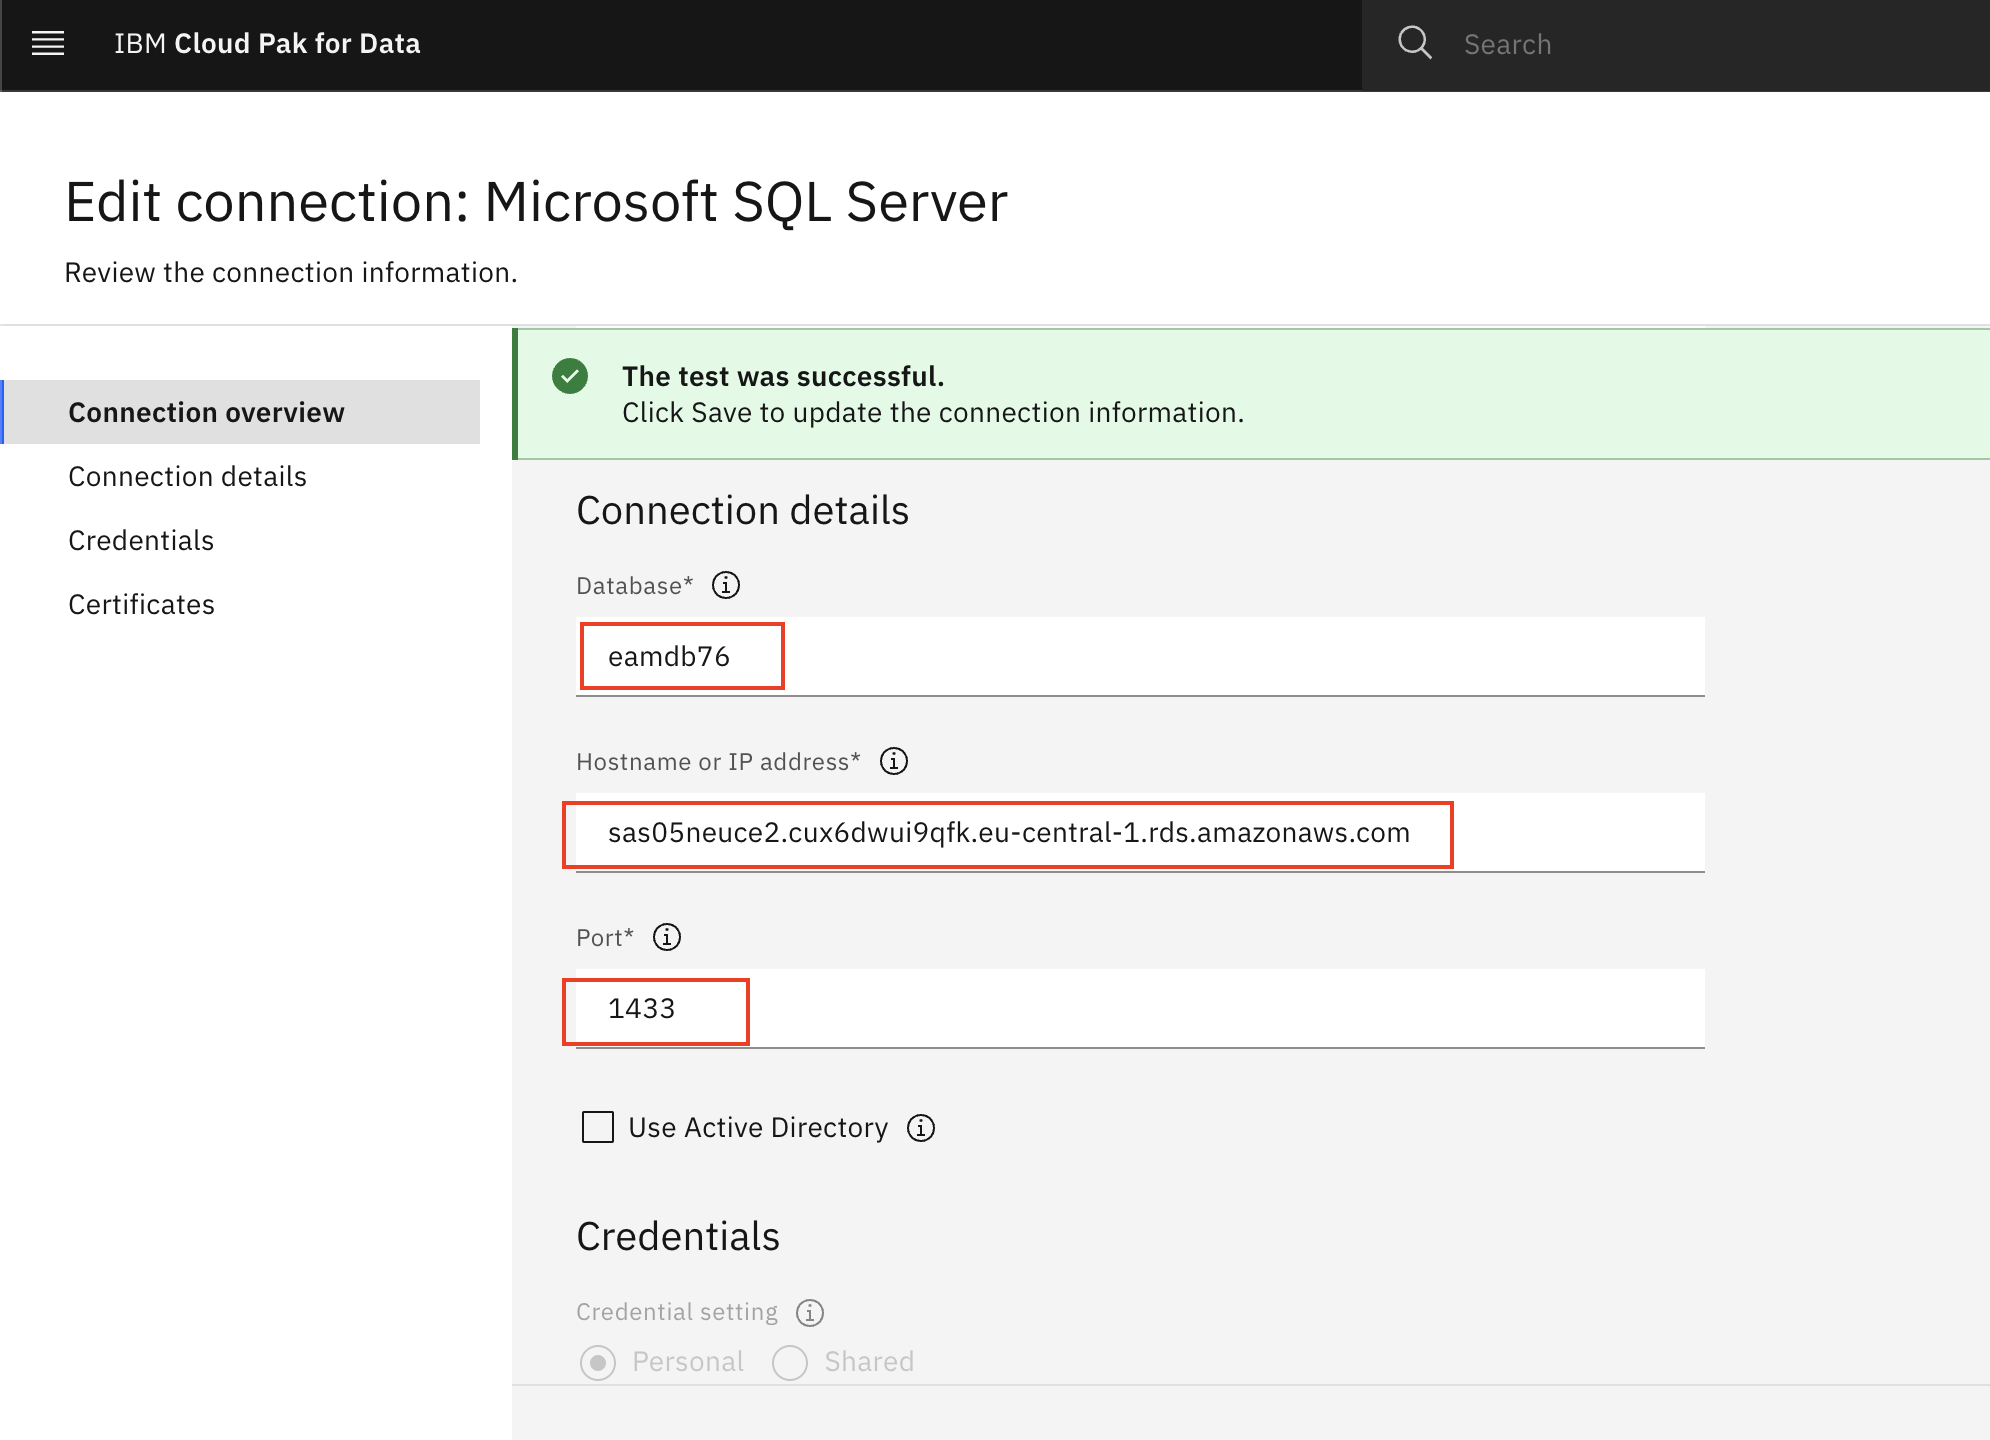 IBM Cloud Pak for Data
Search
Edit connection: Microsoft SQL Server
Review the connection information.
Connection overview
Connection details
Credentials
Certificates
The test was successful.
Click Save to update the connection information.
Connection details
Database*
eamdb76
Hostname or IP address*
sas05neuce2.cux6dwui9qfk.eu-central-1.rds.amazonaws.com
Port*
1433
Use Active Directory
Credentials
Credential setting
Personal Shared